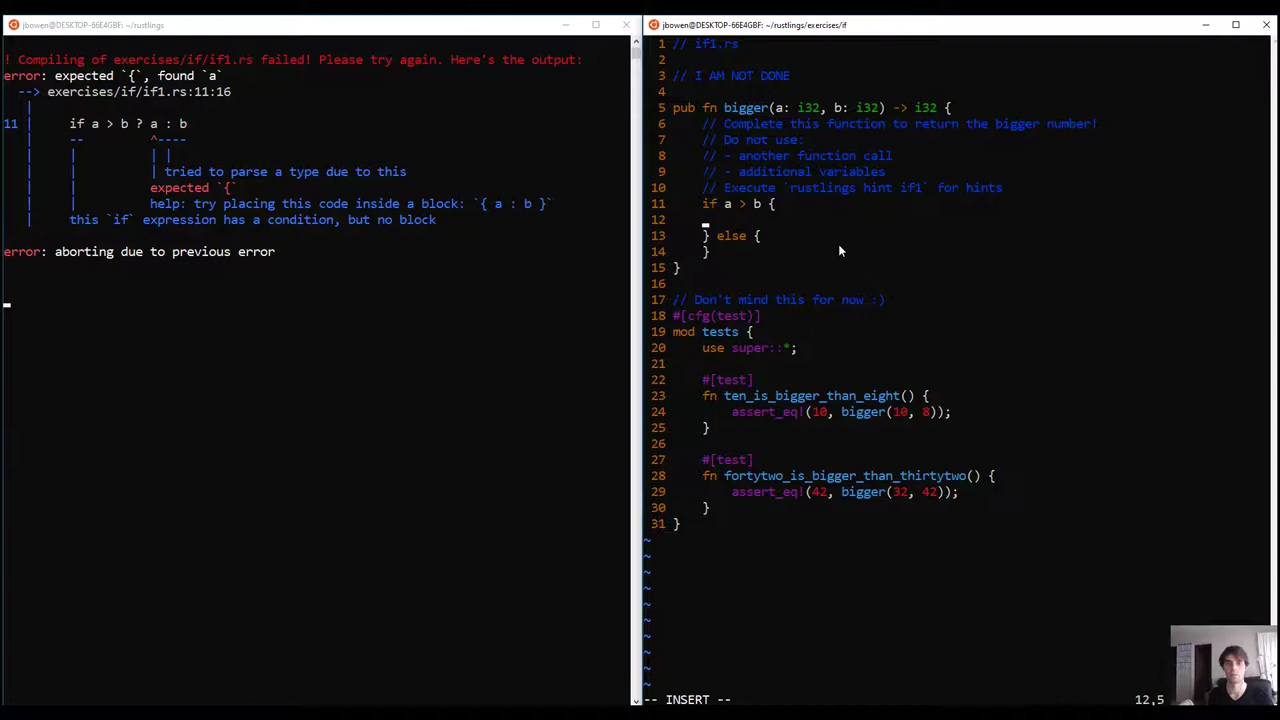 jbowen@DESKTOP-66E4GBF: ~/rustlings
! Compiling of exercises/if/if1.rs failed! Please try again. Here's the output:
error: expected `{`, found `a`
--> exercises/if/if1.rs:11:16
|
11 | if a > b ? a : b
| -- ^----
| | | |
| | | tried to parse a type due to this
| | expected `{`
| | help: try placing this code inside a block: `{ a : b }`
| this `if` expression has a condition, but no block
error: aborting due to previous error
jbowen@DESKTOP-66E4GBF: ~/rustlings/exercises/if
1 // if1.rs
2
3 // I AM NOT DONE
4
5 pub fn bigger(a: i32, b: i32) -> i32 {
6 // Complete this function to return the bigger number!
7 // Do not use:
8 // - another function call
9 // - additional variables
10 // Execute `rustlings hint if1` for hints
11 if a > b {
12
13 } else {
14 }
15 }
16
17 // Don't mind this for now :)
18 #[cfg(test)]
19 mod tests {
20 use super::*;
21
22 #[test]
23 fn ten_is_bigger_than_eight() {
24 assert_eq!(10, bigger(10, 8));
25 }
26
27 #[test]
28 fn fortytwo_is_bigger_than_thirtytwo() {
29 assert_eq!(42, bigger(32, 42));
30 }
31 }
~
~
~
~
~
~
~
~
~
~
-- INSERT --
12,5